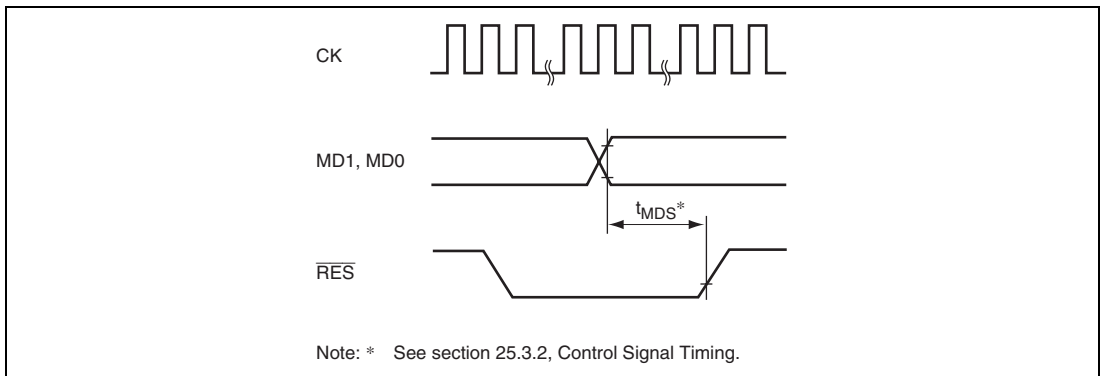 CK
MD1, MD0
tMDS*
RES
Note: * See section 25.3.2, Control Signal Timing.